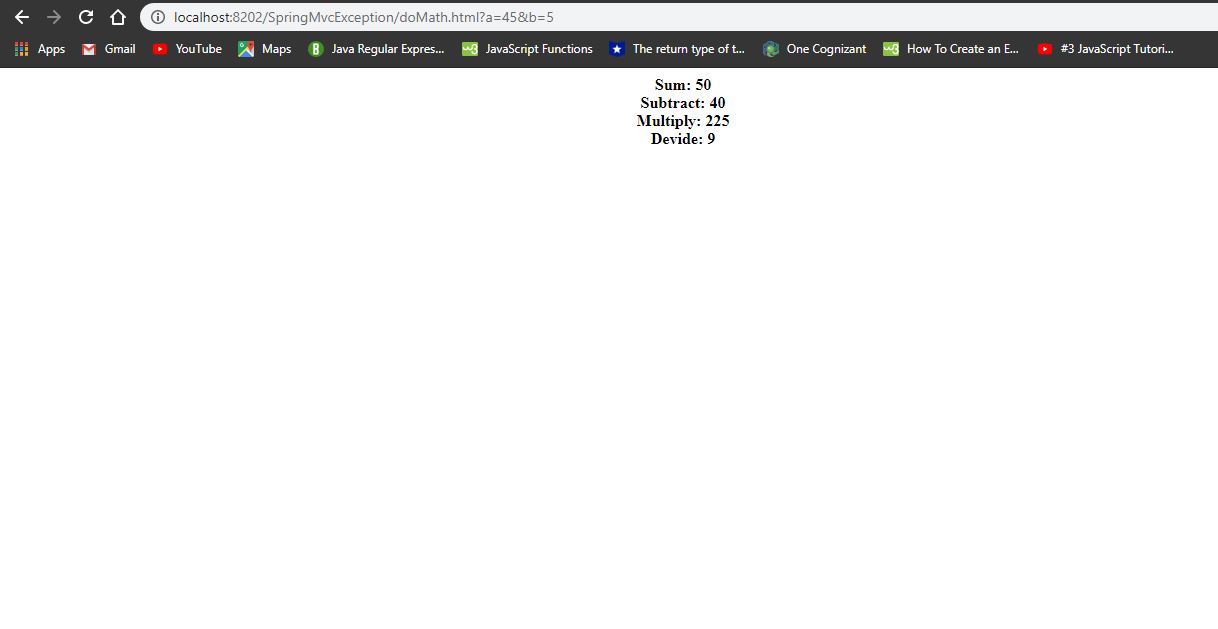 localhost:8202/SpringMvcException/doMath.html?a=45&b=5
Apps Gmail YouTube Maps Java Regular Expres... JavaScript Functions The return type of t... One Cognizant How To Create an E... #3 JavaScript Tutori...
Sum: 50
Subtract: 40
Multiply: 225
Devide: 9